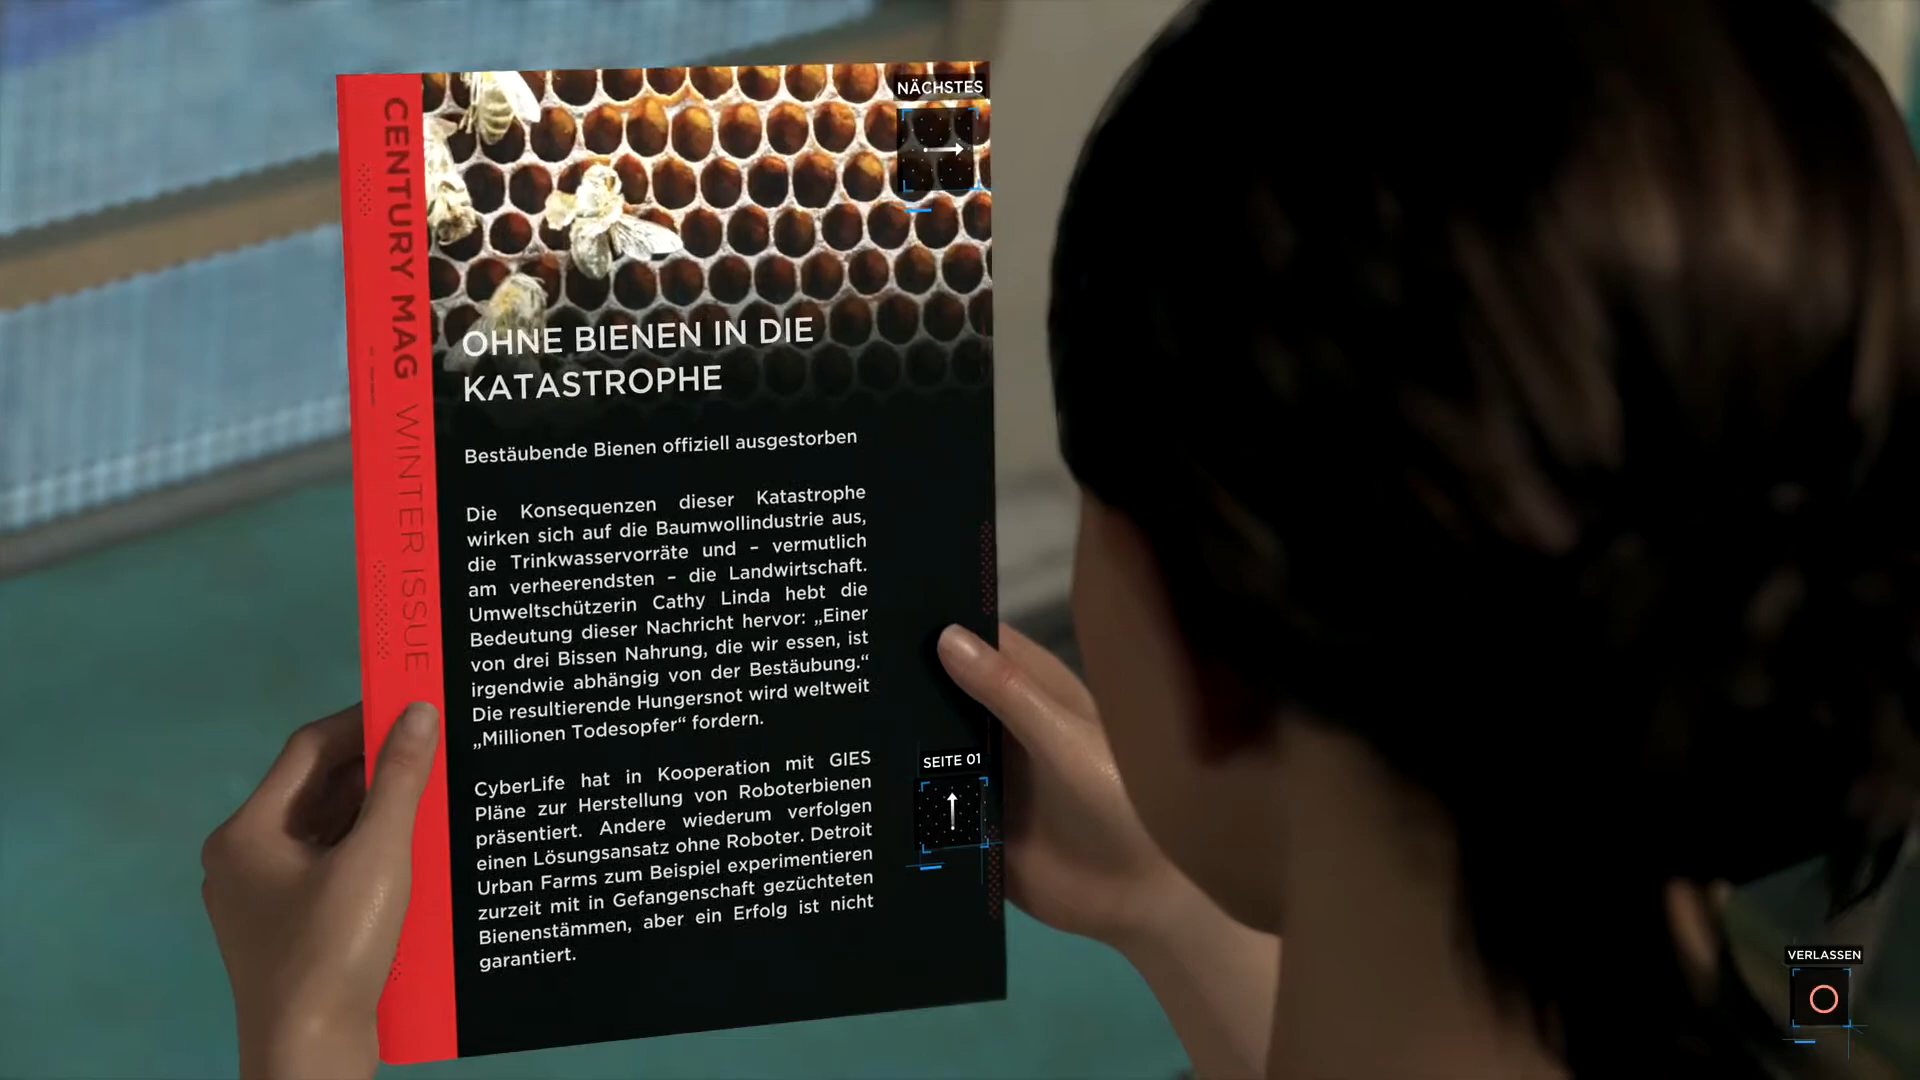 CENTURY MAG WINTER ISSUE
NÄCHSTES
OHNE BIENEN IN DIE
KATASTROPHE
Bestäubende Bienen offiziell ausgestorben
Die Konsequenzen dieser Katastrophe
wirken sich auf die Baumwollindustrie aus,
die Trinkwasservorräte und – vermutlich
am verheerendsten – die Landwirtschaft.
Umweltschützerin Cathy Linda hebt die
Bedeutung dieser Nachricht hervor: „Einer
von drei Bissen Nahrung, die wir essen, ist
irgendwie abhängig von der Bestäubung.“
Die resultierende Hungersnot wird weltweit
„Millionen Todesopfer“ fordern.
CyberLife hat in Kooperation mit GIES
Pläne zur Herstellung von Roboterbienen
präsentiert. Andere wiederum verfolgen
einen Lösungsansatz ohne Roboter. Detroit
Urban Farms zum Beispiel experimentieren
zurzeit mit in Gefangenschaft gezüchteten
Bienenstämmen, aber ein Erfolg ist nicht
garantiert.
SEITE 01
VERLASSEN